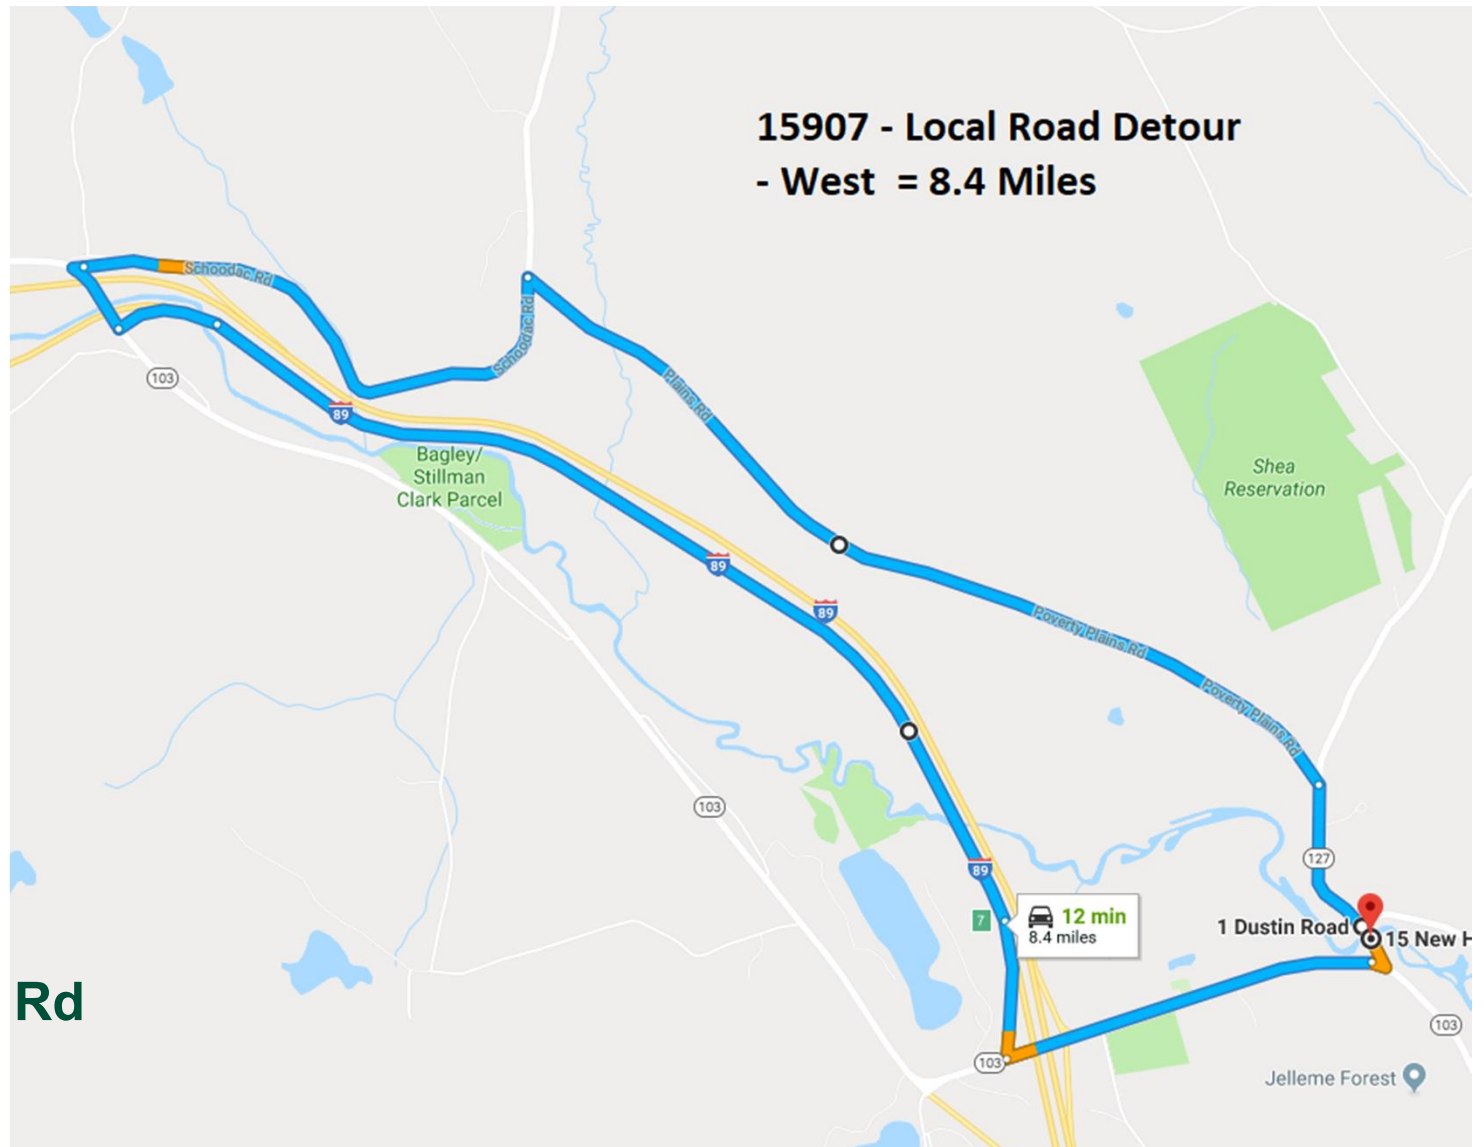 15907 - Local Road Detour
- West = 8.4 Miles
Schoodac Rd
Schoodac Rd
103
89
Plains Rd
Bagley/
Stillman
Clark Parcel
Shea
Reservation
89
89
Poverty Plains Rd
Poverty Plains Rd
103
127
89
7
12 min
8.4 miles
1 Dustin Road
15 New H
Rd
103
103
Jelleme Forest